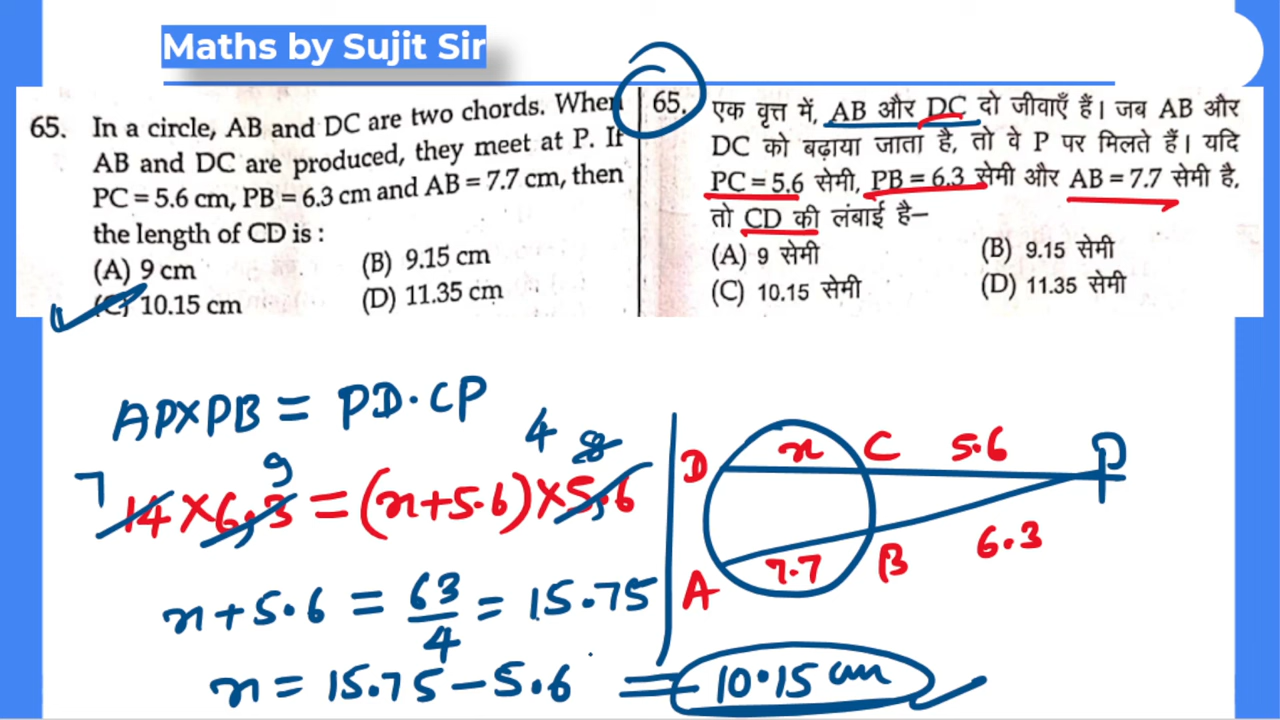 Maths by Sujit Sir
65. In a circle, AB and DC are two chords. When
AB and DC are produced, they meet at P. If
PC = 5.6 cm, PB = 6.3 cm and AB = 7.7 cm, then
the length of CD is :
(A) 9 cm (B) 9.15 cm
(C) 10.15 cm (D) 11.35 cm
65. एक वृत्त में, AB और DC दो जीवाएँ हैं। जब AB और
DC को बढ़ाया जाता है, तो वे P पर मिलते हैं। यदि
PC = 5.6 सेमी, PB = 6.3 सेमी और AB = 7.7 सेमी है,
तो CD की लंबाई है–
(A) 9 सेमी (B) 9.15 सेमी
(C) 10.15 सेमी (D) 11.35 सेमी
AP×PB = PD·CP
7 9 4 8
14×6.3 = (x+5.6)×5.6
x+5.6 = 63/4 = 15.75
x = 15.75-5.6 = 10.15 cm
D x C 5.6 P
A 7.7 B 6.3